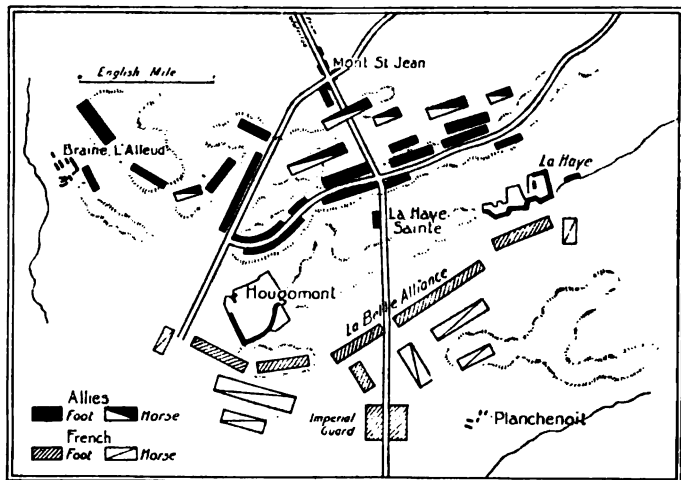 English Mile
Mont St Jean
Braine L'Alleud
La Haye
La Haye
Sainte
Hougomont
La Belle Alliance
Allies
Foot Horse
French
Foot Horse
Imperial
Guard
Planchenoit